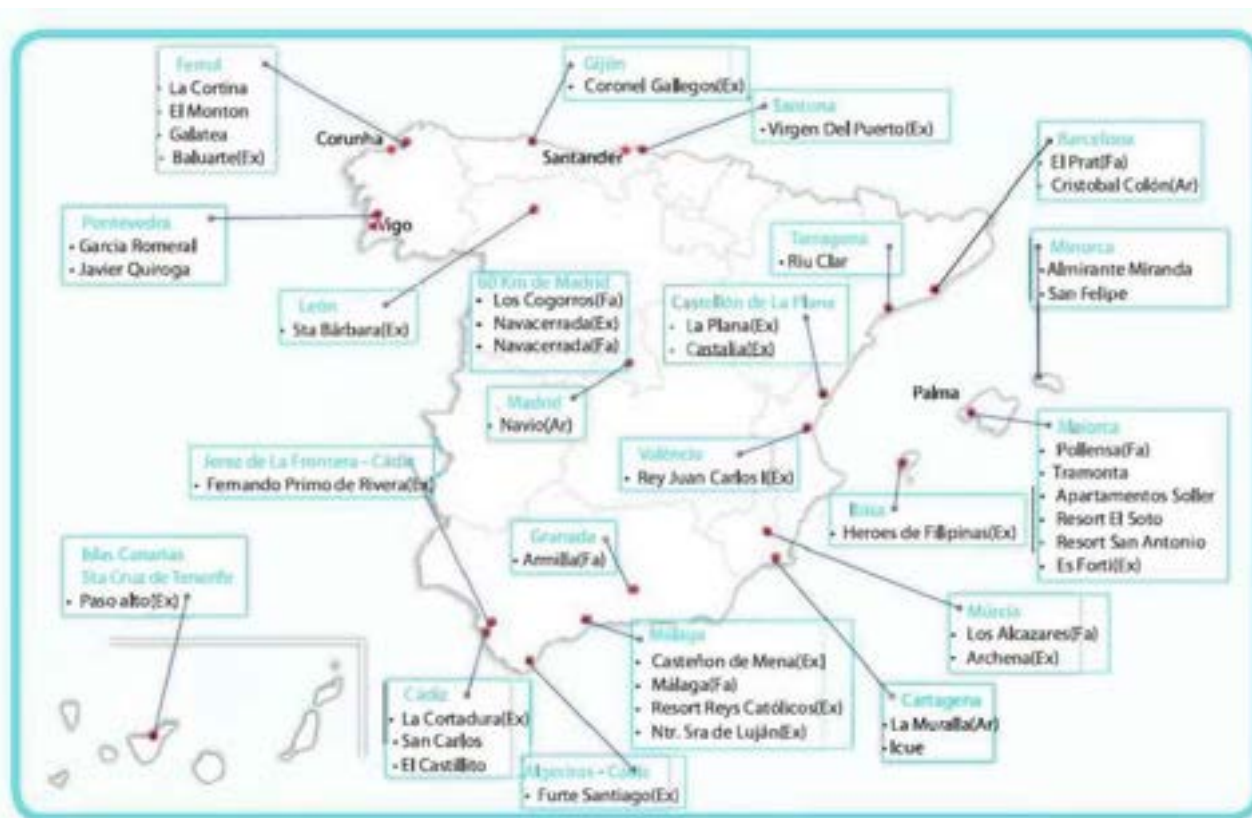 Ferrol
- La Cortina
- El Monton
- Galatea
- Baluarte(Ex)
Gijón
• Coronel Gallegos(Ex)
Santona
• Virgen Del Puerto(Ex)
Barcelona
• El Prat(Fa)
• Cristobal Colón(Ar)
Corunha
Santander
Pontevedra
• Garcia Romeral
• Javier Quiroga
Vigo
Tarragona
• Riu Clar
Minorca
• Almirante Miranda
• San Felipe
León
• Sta Bárbara(Ex)
60 Km de Madrid
• Los Cogorros(Fa)
• Navacerrada(Ex)
• Navacerrada(Fa)
Castellón de La Plana
- La Plana(Ex)
- Castalia(Ex)
Madrid
• Navio(Ar)
Palma
Maiorca
• Pollensa(Fa)
• Tramonta
• Apartamentos Soller
• Resort El Soto
• Resort San Antonio
• Es Forti(Ex)
Jerez de La Frontera - Cádiz
• Fernando Primo de Rivera(Ex)
València
• Rey Juan Carlos I(Ex)
Ibisa
• Heroes de Filipinas(Ex)
Granada
• Armilla(Fa)
Islas Canarias
Sta Cruz de Tenerife
• Paso alto(Ex)
Múrcia
• Los Alcazares(Fa)
• Archena(Ex)
Málaga
• Casteñon de Mena(Ex)
• Málaga(Fa)
• Resort Reys Católicos(Ex)
• Ntr. Sra de Luján(Ex)
Cádiz
• La Cortadura(Ex)
• San Carlos
• El Castillito
Cartagena
• La Muralla(Ar)
• Icue
Algeciras - Cádiz
• Furte Santiago(Ex)